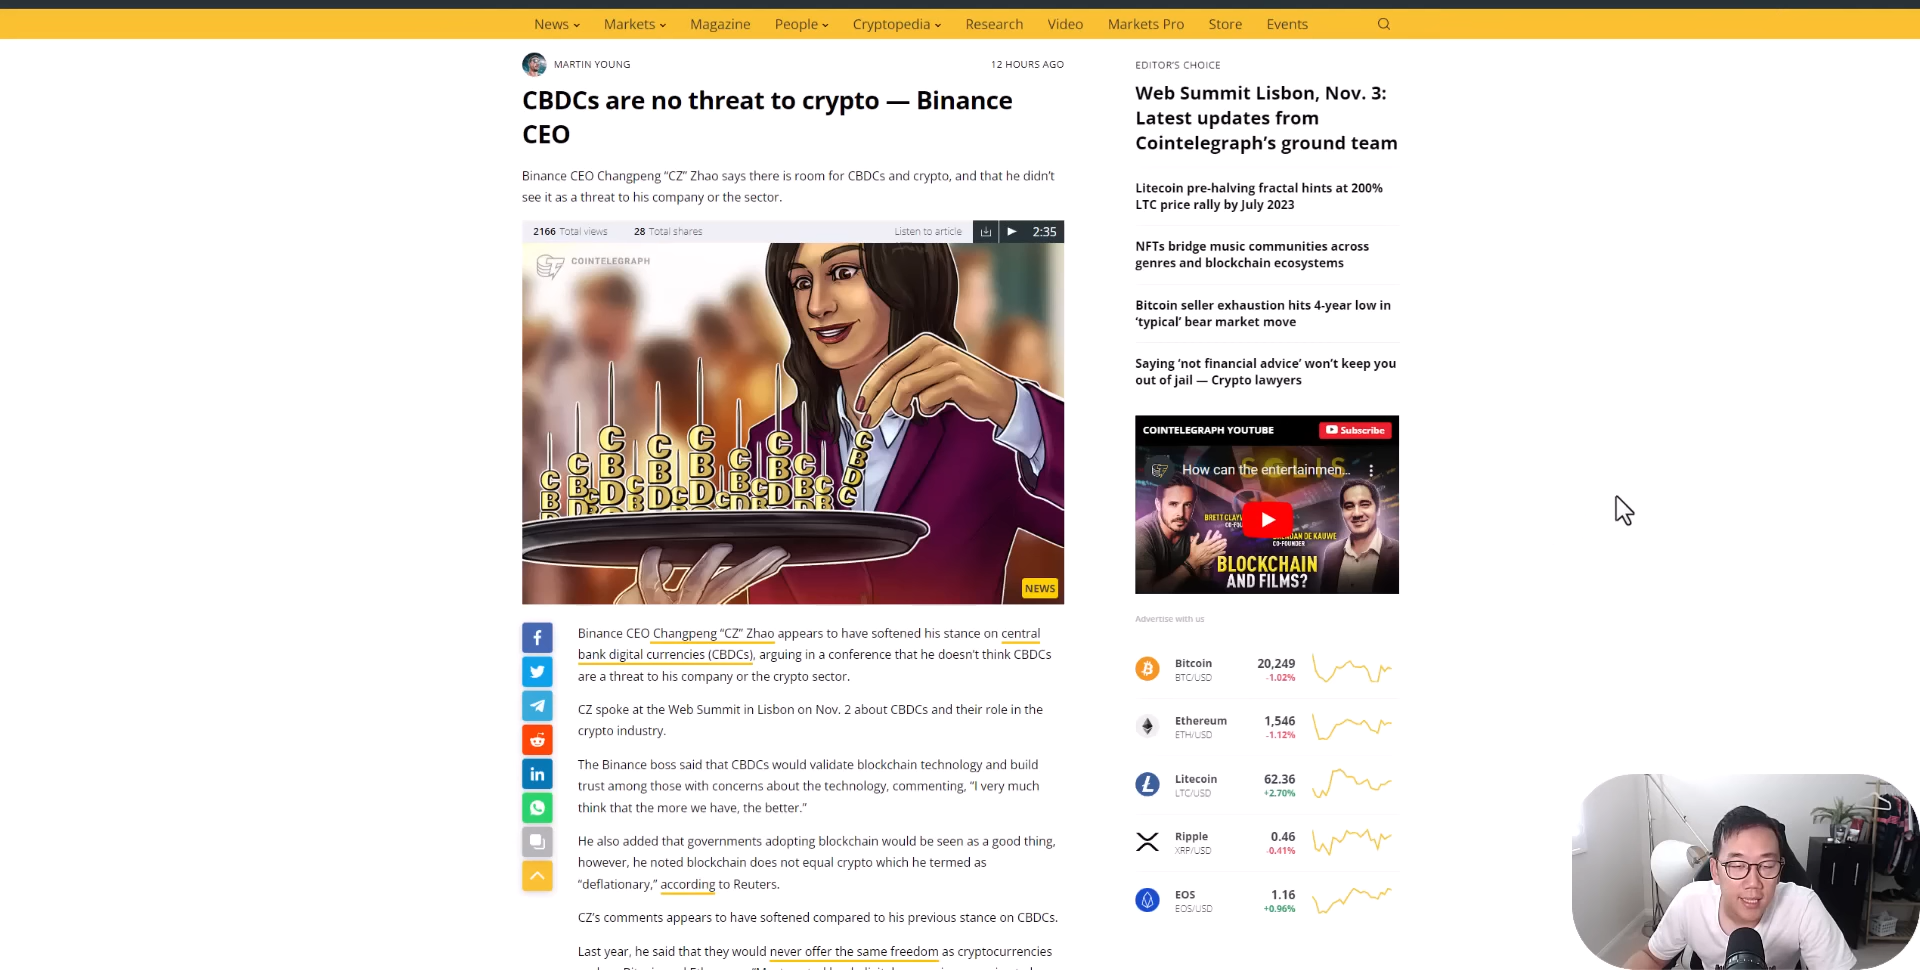 News Markets Magazine People Cryptopedia Research Video Markets Pro Store Events
MARTIN YOUNG 12 HOURS AGO
CBDCs are no threat to crypto — Binance
CEO
Binance CEO Changpeng “CZ” Zhao says there is room for CBDCs and crypto, and that he didn’t
see it as a threat to his company or the sector.
2166 Total views 28 Total shares Listen to article 2:35
COINTELEGRAPH
NEWS
Binance CEO Changpeng “CZ” Zhao appears to have softened his stance on central
bank digital currencies (CBDCs), arguing in a conference that he doesn’t think CBDCs
are a threat to his company or the crypto sector.
CZ spoke at the Web Summit in Lisbon on Nov. 2 about CBDCs and their role in the
crypto industry.
The Binance boss said that CBDCs would validate blockchain technology and build
trust among those with concerns about the technology, commenting, “I very much
think that the more we have, the better.”
He also added that governments adopting blockchain would be seen as a good thing,
however, he noted blockchain does not equal crypto which he termed as
“deflationary,” according to Reuters.
CZ’s comments appears to have softened compared to his previous stance on CBDCs.
Last year, he said that they would never offer the same freedom as cryptocurrencies
EDITOR’S CHOICE
Web Summit Lisbon, Nov. 3:
Latest updates from
Cointelegraph’s ground team
Litecoin pre-halving fractal hints at 200%
LTC price rally by July 2023
NFTs bridge music communities across
genres and blockchain ecosystems
Bitcoin seller exhaustion hits 4-year low in
‘typical’ bear market move
Saying ‘not financial advice’ won’t keep you
out of jail — Crypto lawyers
COINTELEGRAPH YOUTUBE Subscribe
How can the entertainmen...
BLOCKCHAIN
AND FILMS?
Advertise with us
Bitcoin 20,249
BTC/USD -1.02%
Ethereum 1,546
ETH/USD -1.12%
Litecoin 62.36
LTC/USD +2.70%
Ripple 0.46
XRP/USD -0.41%
EOS 1.16
EOS/USD +0.96%